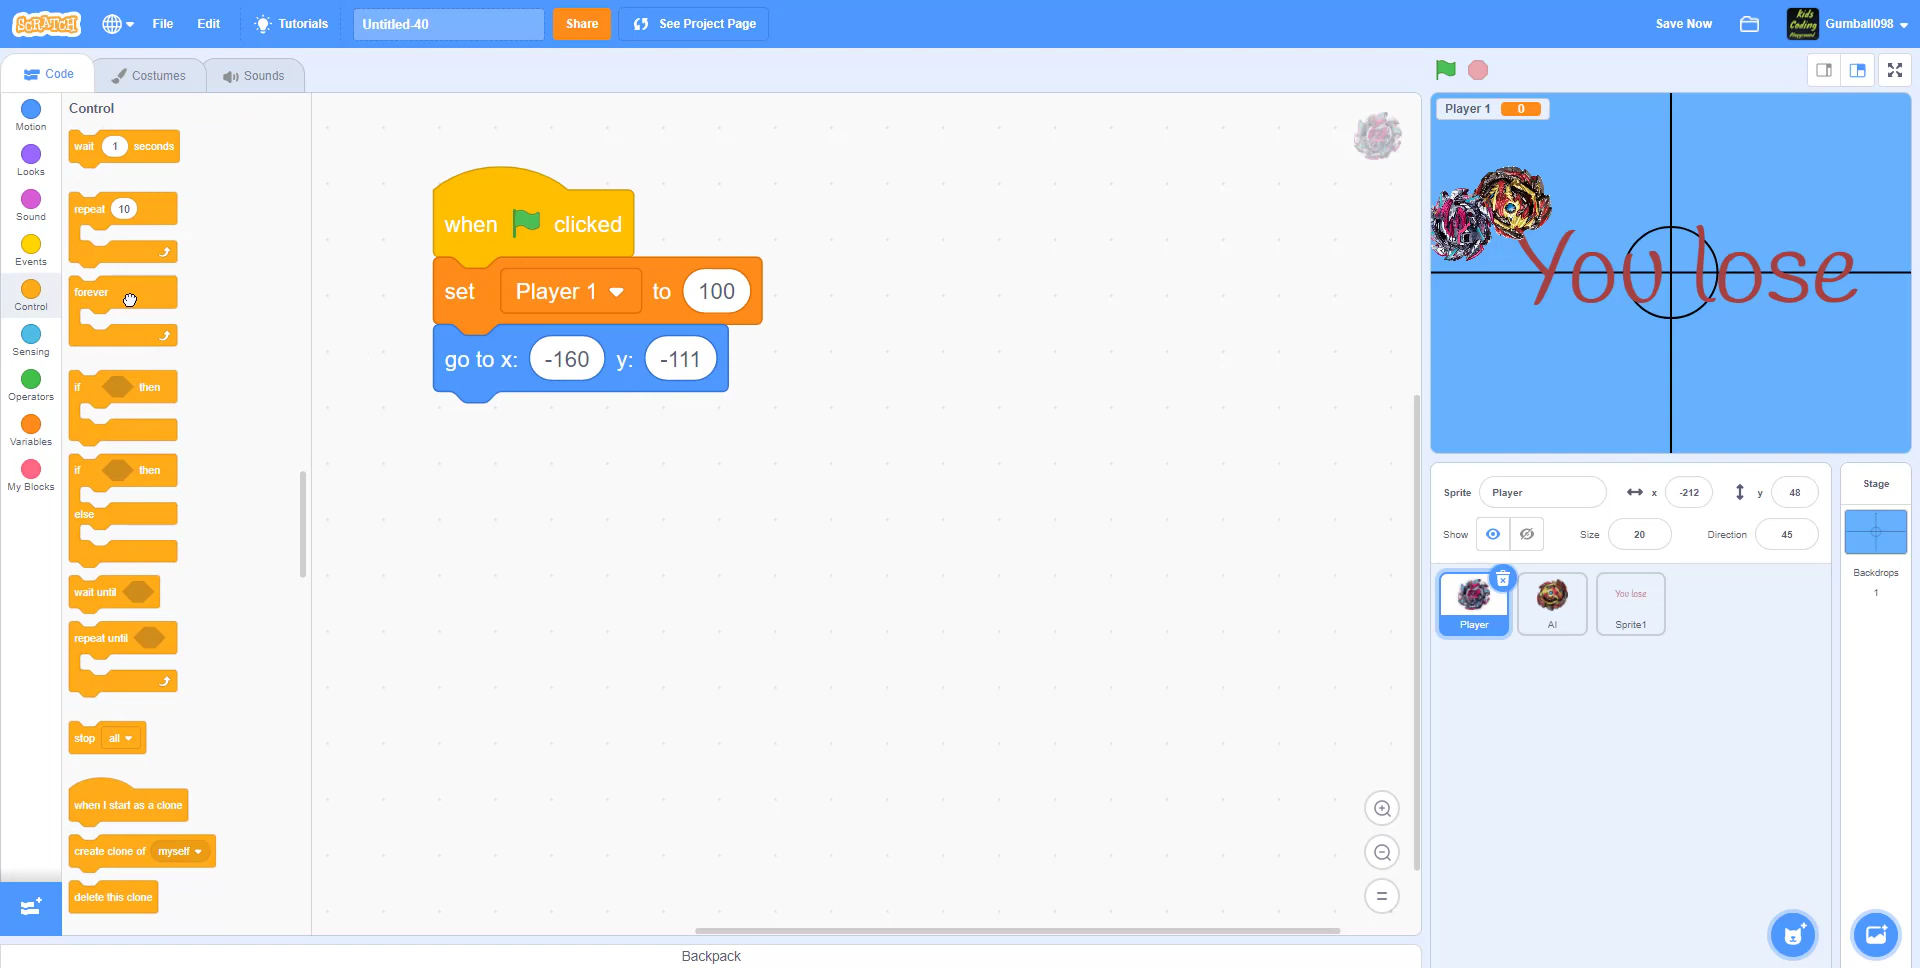 SCRATCH
File
Edit
Tutorials
Untitled-40
Share
See Project Page
Save Now
Kids
Coding
Playground
Gumball098
Code
Costumes
Sounds
Motion
Looks
Sound
Events
Control
Sensing
Operators
Variables
My Blocks
Control
wait 1 seconds
repeat 10
forever
if then
if then
else
wait until
repeat until
stop all
when I start as a clone
create clone of myself
delete this clone
when clicked
set Player 1 to 100
go to x: -160 y: -111
=
Backpack
Player 1 0
You lose
Sprite Player x -212 y 48
Show Size 20 Direction 45
Player
AI
You lose
Sprite1
Stage
Backdrops
1